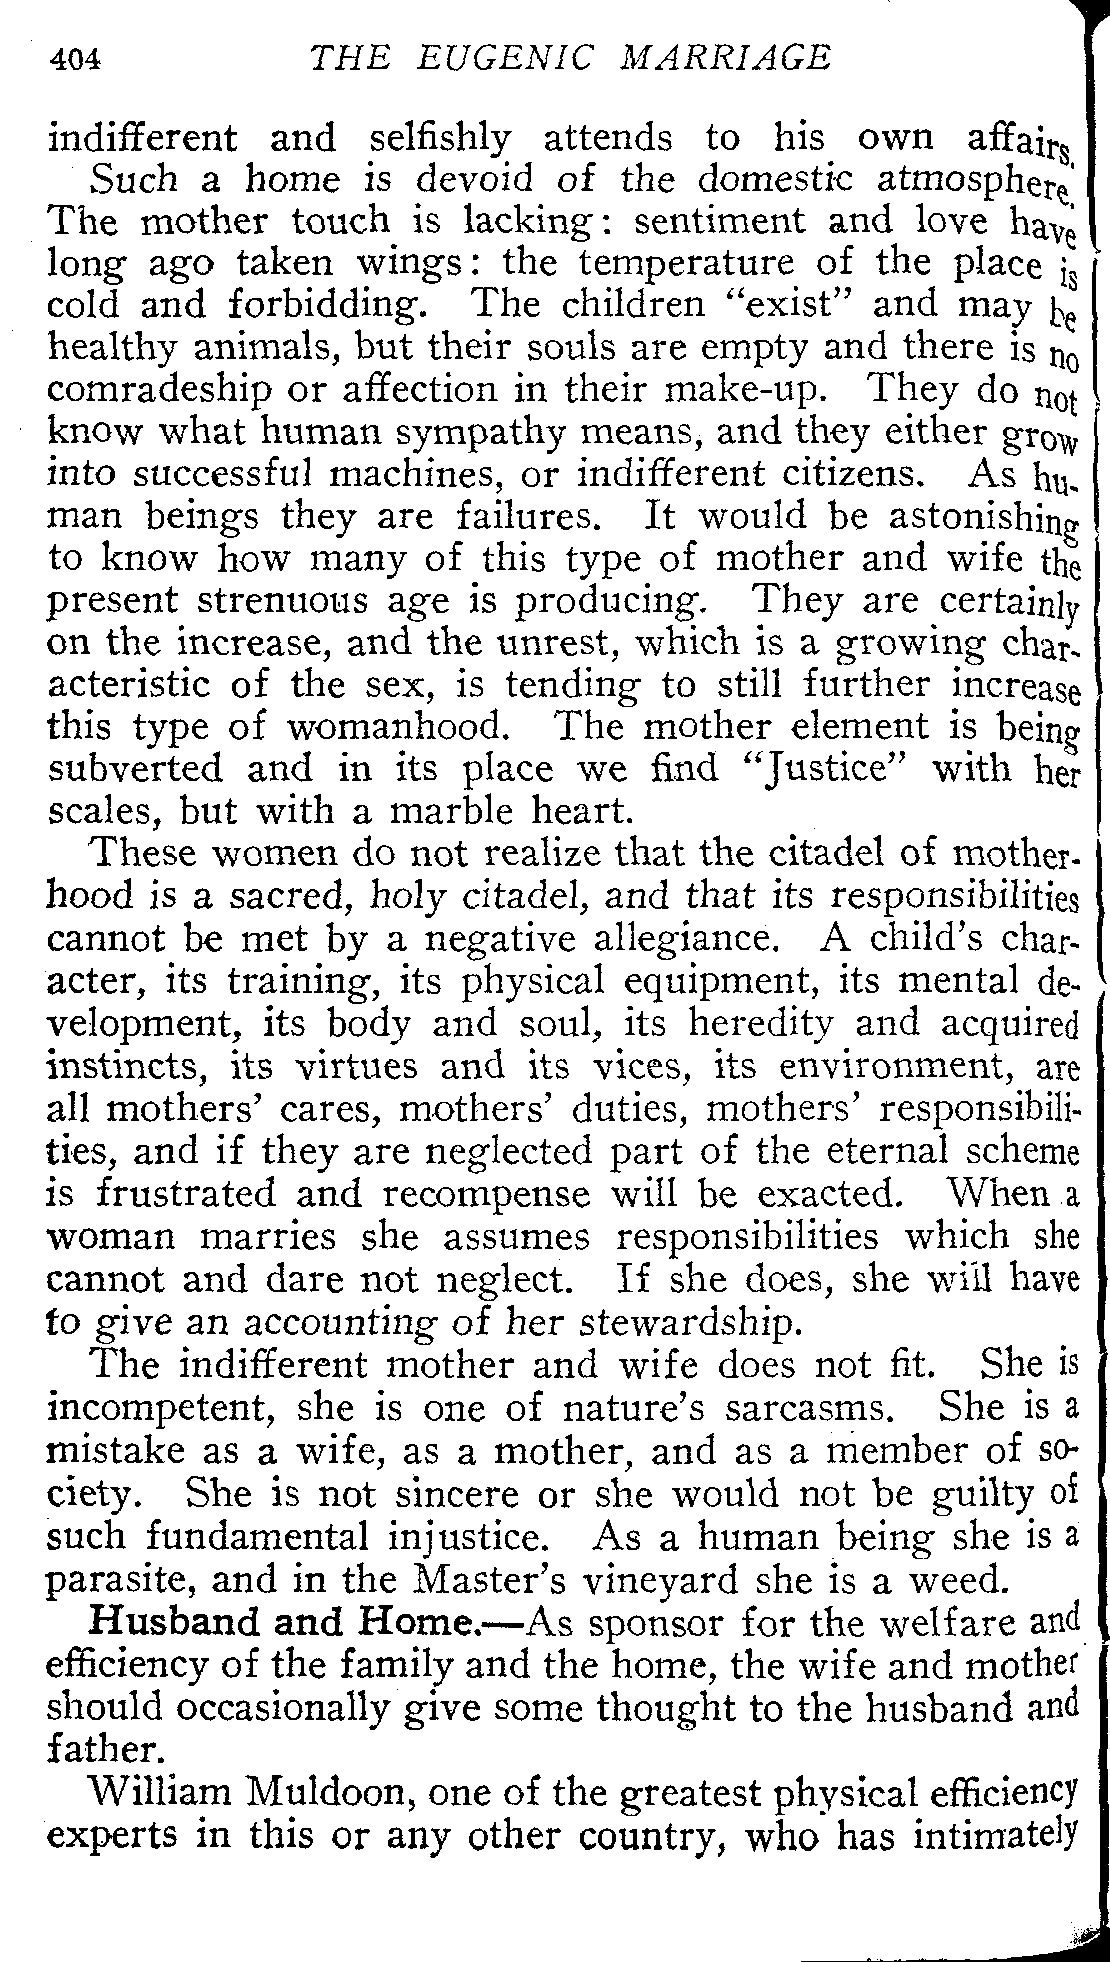 404 THE EUGENIC MARRIAGE
indifferent and selfishly attends to his own affairs.
Such a home is devoid of the domestic atmosphere.
The mother touch is lacking: sentiment and love have
long ago taken wings: the temperature of the place is
cold and forbidding. The children "exist" and may be
healthy animals, but their souls are empty and there is no
comradeship or affection in their make-up. They do not
know what human sympathy means, and they either grow
into successful machines, or indifferent citizens. As hu-
man beings they are failures. It would be astonishing
to know how many of this type of mother and wife the
present strenuous age is producing. They are certainly
on the increase, and the unrest, which is a growing char-
acteristic of the sex, is tending to still further increase
this type of womanhood. The mother element is being
subverted and in its place we find "Justice" with her
scales, but with a marble heart.
These women do not realize that the citadel of mother-
hood is a sacred, holy citadel, and that its responsibilities
cannot be met by a negative allegiance. A child's char-
acter, its training, its physical equipment, its mental de-
velopment, its body and soul, its heredity and acquired
instincts, its virtues and its vices, its environment, are
all mothers' cares, mothers' duties, mothers' responsibili-
ties, and if they are neglected part of the eternal scheme
is frustrated and recompense will be exacted. When a
woman marries she assumes responsibilities which she
cannot and dare not neglect. If she does, she will have
to give an accounting of her stewardship.
The indifferent mother and wife does not fit. She is
incompetent, she is one of nature's sarcasms. She is a
mistake as a wife, as a mother, and as a member of so-
ciety. She is not sincere or she would not be guilty of
such fundamental injustice. As a human being she is a
parasite, and in the Master's vineyard she is a weed.
Husband and Home.—As sponsor for the welfare and
efficiency of the family and the home, the wife and mother
should occasionally give some thought to the husband and
father.
William Muldoon, one of the greatest physical efficiency
experts in this or any other country, who has intimately